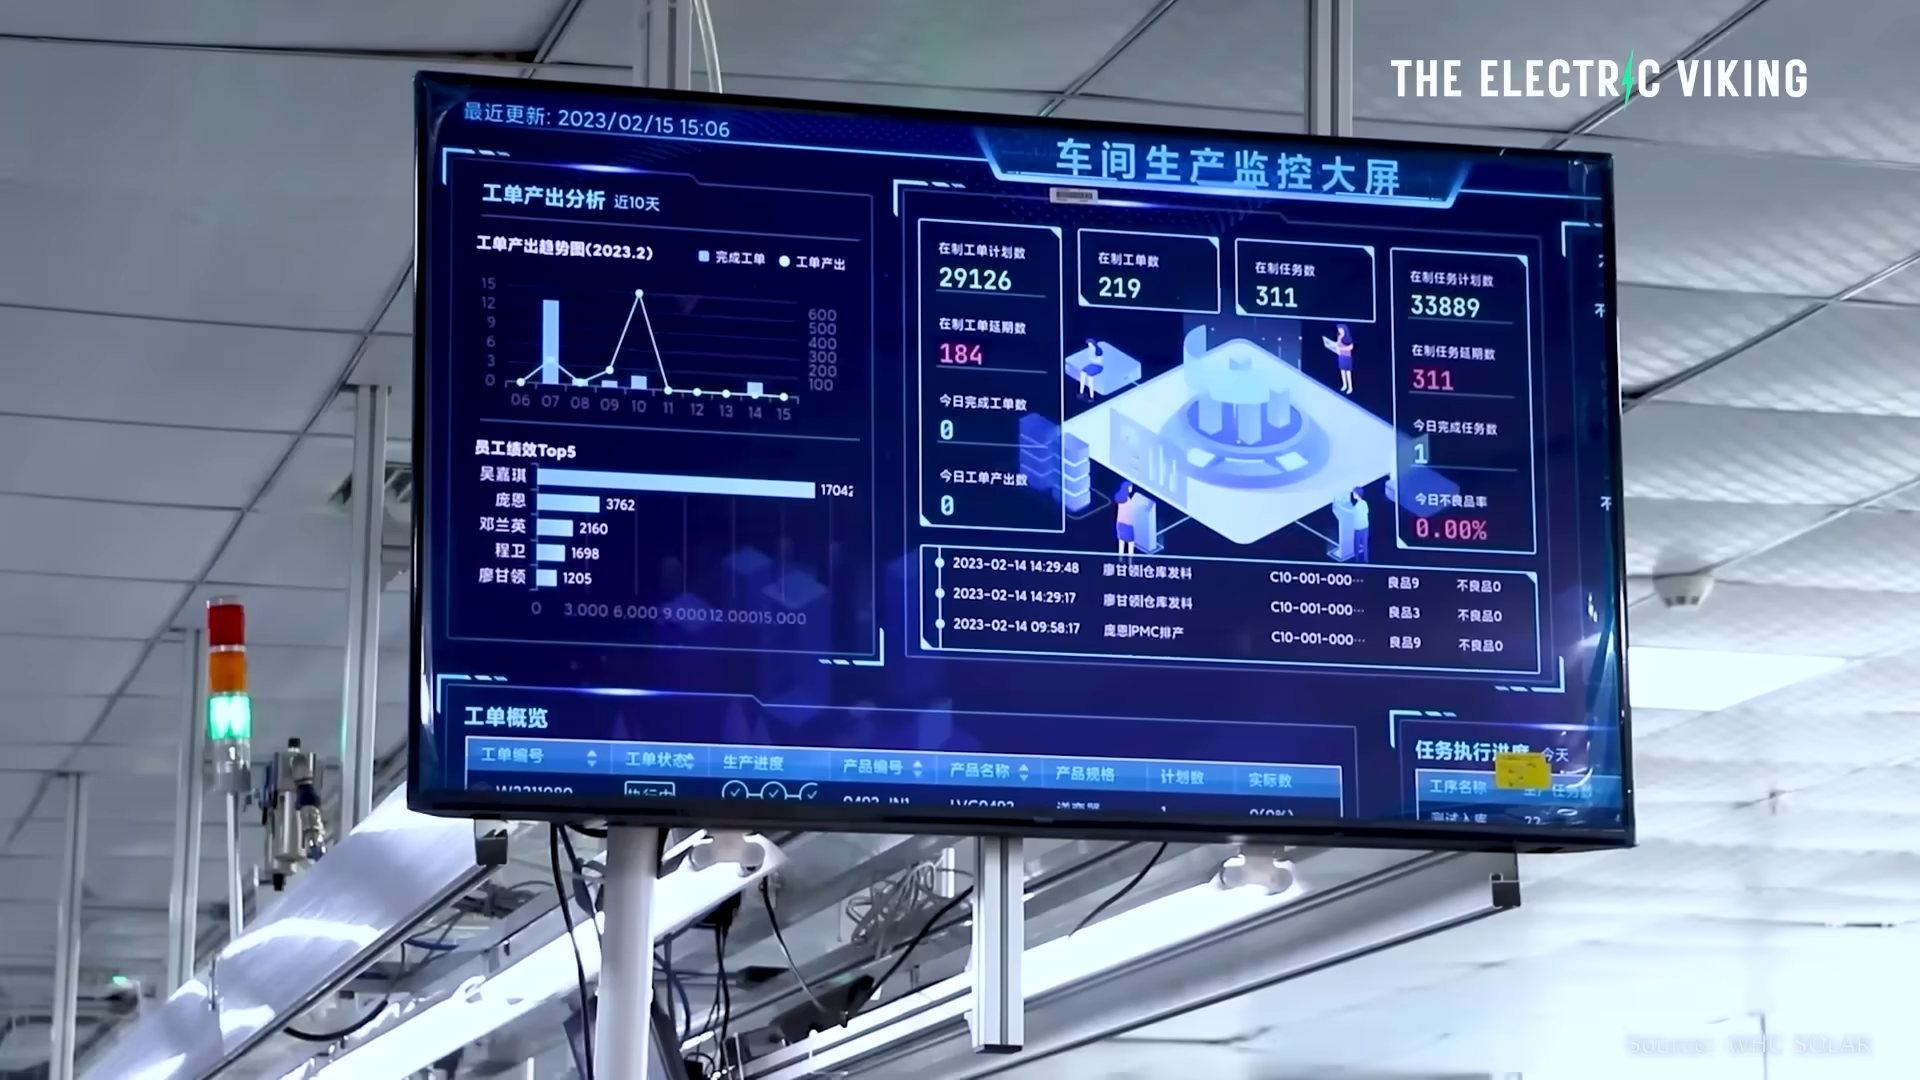 THE ELECTRIC VIKING
最近更新: 2023/02/15 15:06
车间生产监控大屏
工单产出分析 近10天
工单产出趋势图(2023.2)
完成工单 工单产出
15
12
9
6
3
0
600
500
400
300
200
100
06 07 08 09 10 11 12 13 14 15
员工绩效Top5
吴嘉琪 17042
庞恩 3762
邓兰英 2160
程卫 1698
廖甘领 1205
0 3.000 6,000 9.000 12.000 15.000
在制工单计划数
29126
在制工单延期数
184
今日完成工单数
0
今日工单产出数
0
在制工单数
219
在制任务数
311
在制任务计划数
33889
在制任务延期数
311
今日完成任务数
1
今日不良品率
0.00%
2023-02-14 14:29:48 廖甘领|仓库发料 C10-001-000··· 良品9 不良品0
2023-02-14 14:29:17 廖甘领|仓库发料 C10-001-000··· 良品3 不良品0
2023-02-14 09:58:17 庞恩|PMC排产 C10-001-000··· 良品9 不良品0
工单概览
工单编号 工单状态 生产进度 产品编号 产品名称 产品规格 计划数 实际数
任务执行进度 今天
工序名称 生产任务数
Source: WHC SOLAR